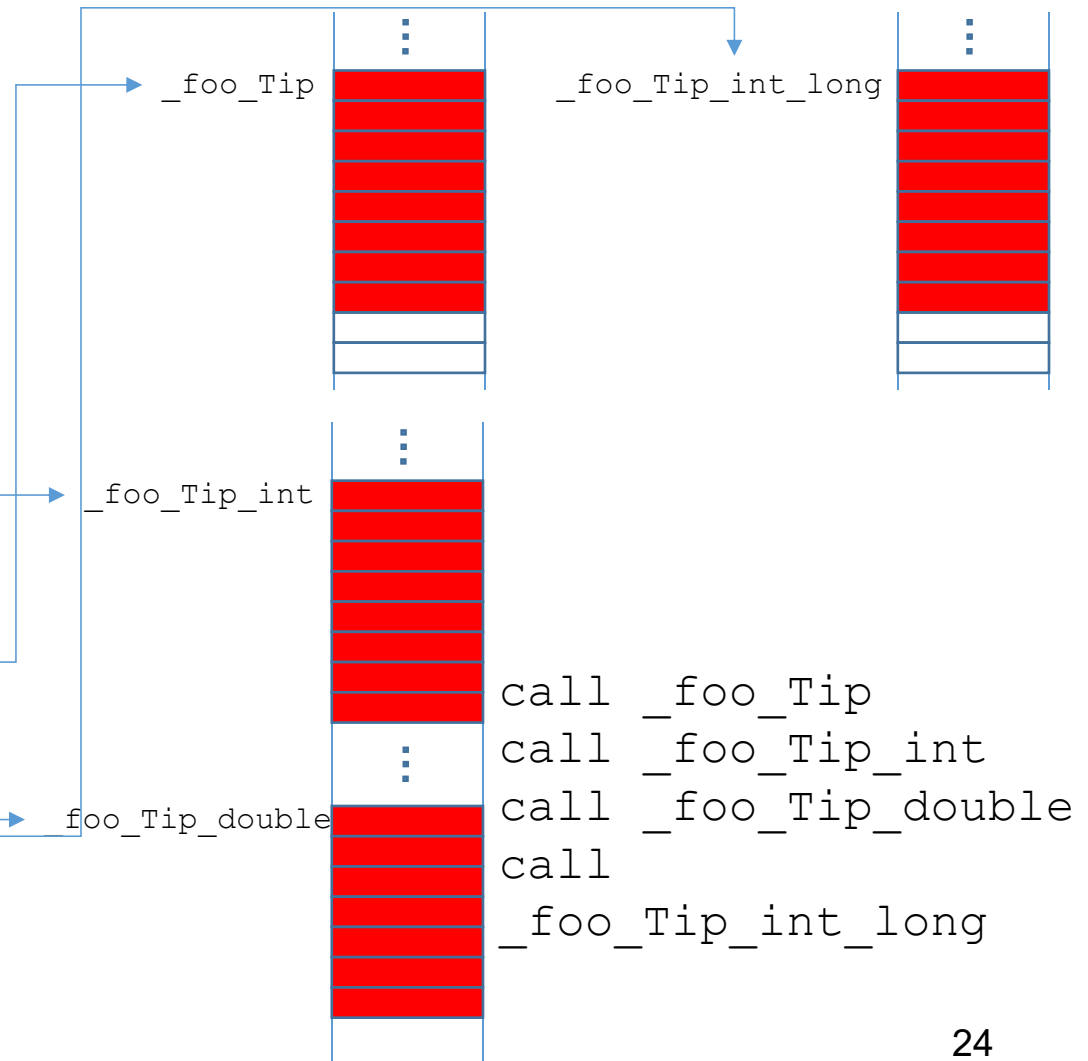 _foo_Tip
_foo_Tip_int_long
_foo_Tip_int
_foo_Tip_double
call _foo_Tip
call _foo_Tip_int
call _foo_Tip_double
call
_foo_Tip_int_long
24